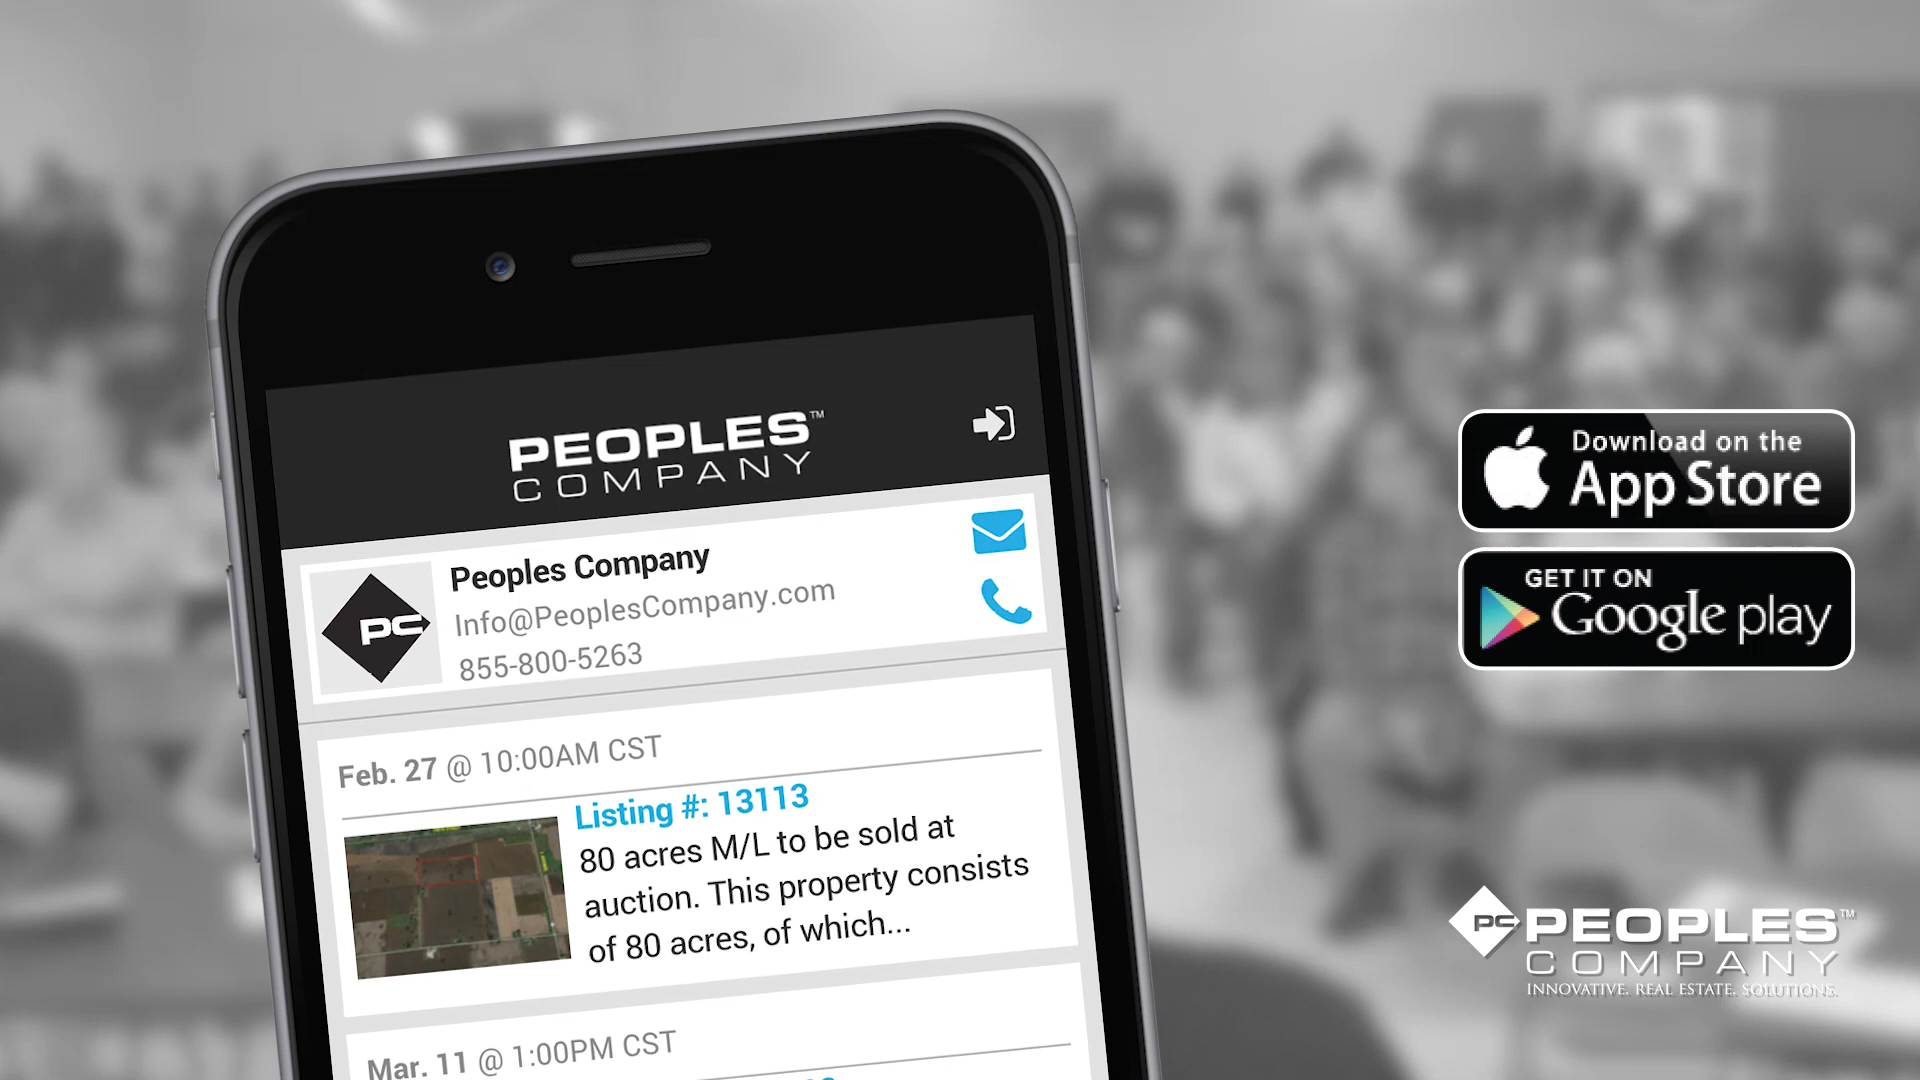 PEOPLES™
COMPANY
Peoples Company
Info@PeoplesCompany.com
855-800-5263
PC
Feb. 27 @ 10:00AM CST
Listing #: 13113
80 acres M/L to be sold at
auction. This property consists
of 80 acres, of which...
Mar. 11 @ 1:00PM CST
Download on the
App Store
GET IT ON
Google play
PC PEOPLES™
COMPANY
INNOVATIVE. REAL ESTATE. SOLUTIONS.